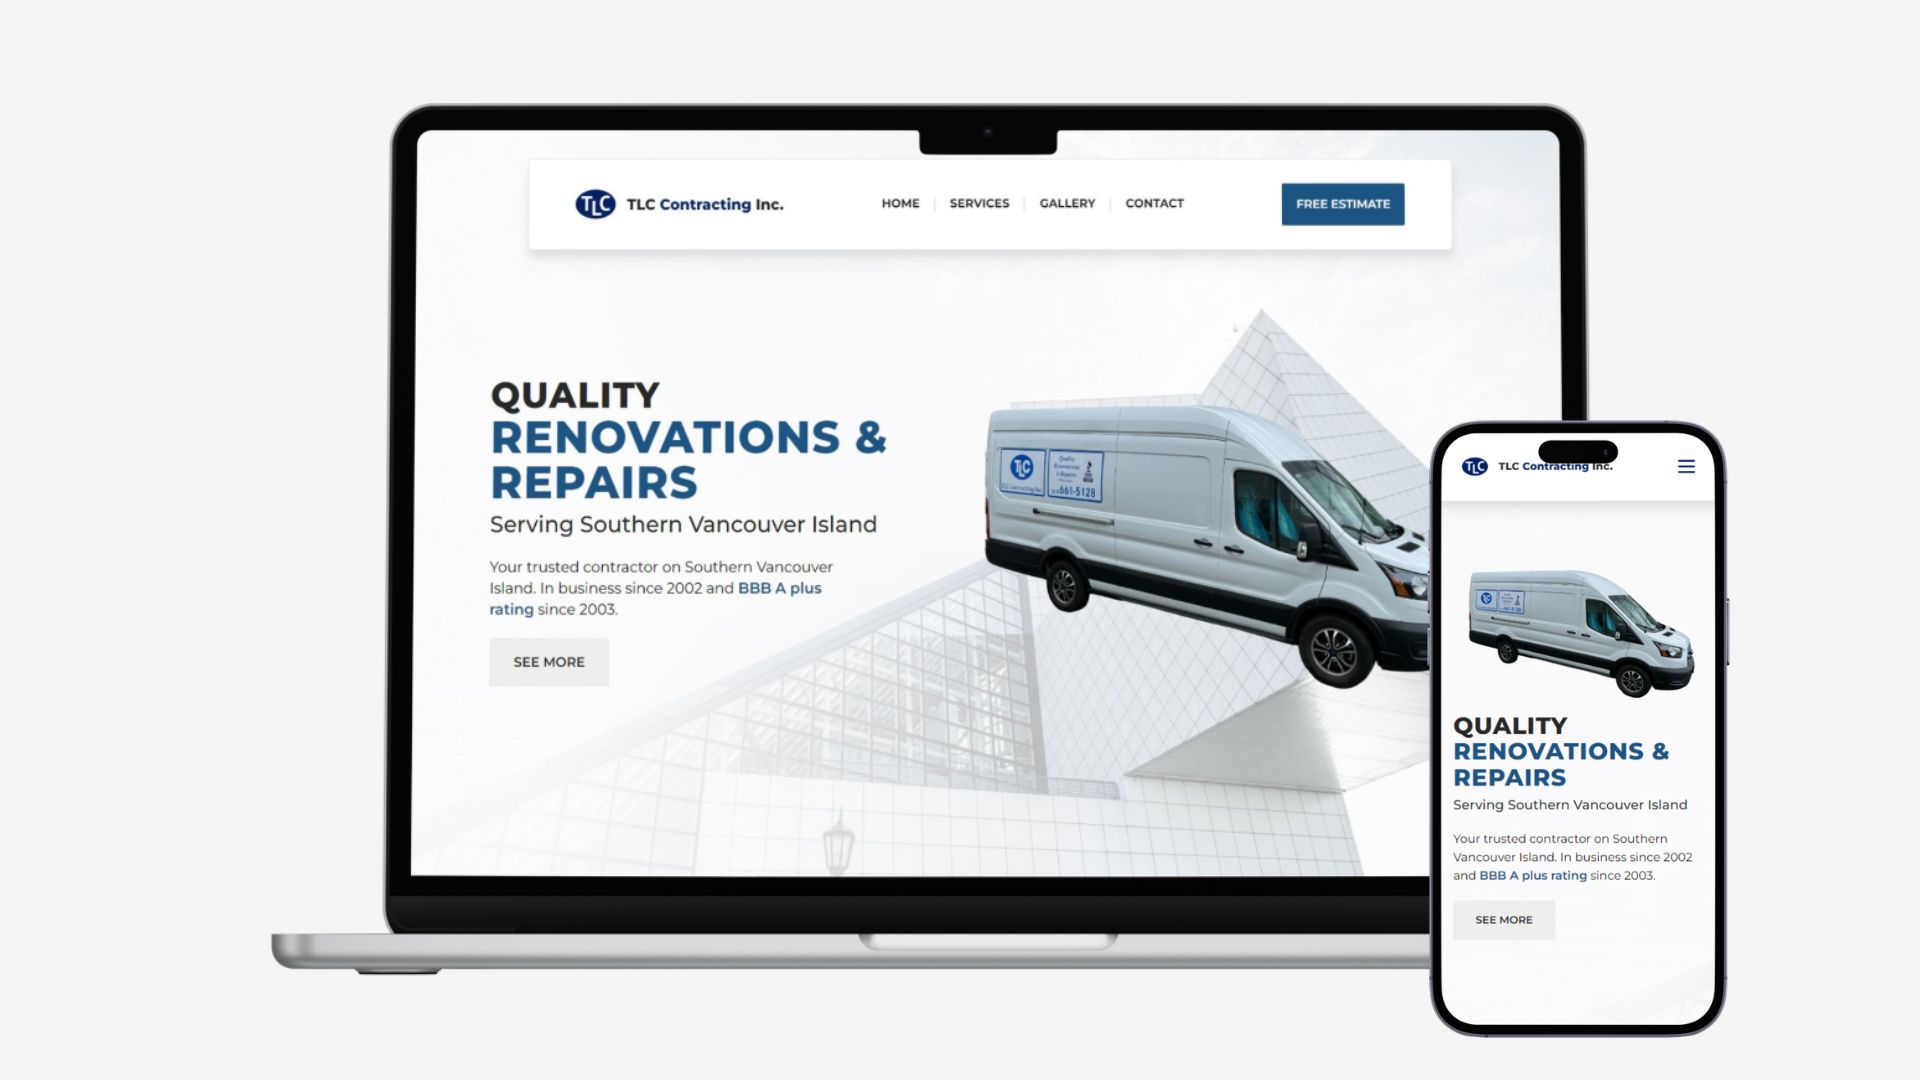 TLC
TLC Contracting Inc.
HOME
SERVICES
GALLERY
CONTACT
FREE ESTIMATE
QUALITY
RENOVATIONS &
REPAIRS
Serving Southern Vancouver Island
Your trusted contractor on Southern Vancouver
Island. In business since 2002 and BBB A plus
rating since 2003.
SEE MORE
TLC
TLC Contracting Inc.
Quality
Renovations
& Repairs
661-5128
TLC
TLC Contracting Inc.
QUALITY
RENOVATIONS &
REPAIRS
Serving Southern Vancouver Island
Your trusted contractor on Southern
Vancouver Island. In business since 2002
and BBB A plus rating since 2003.
SEE MORE